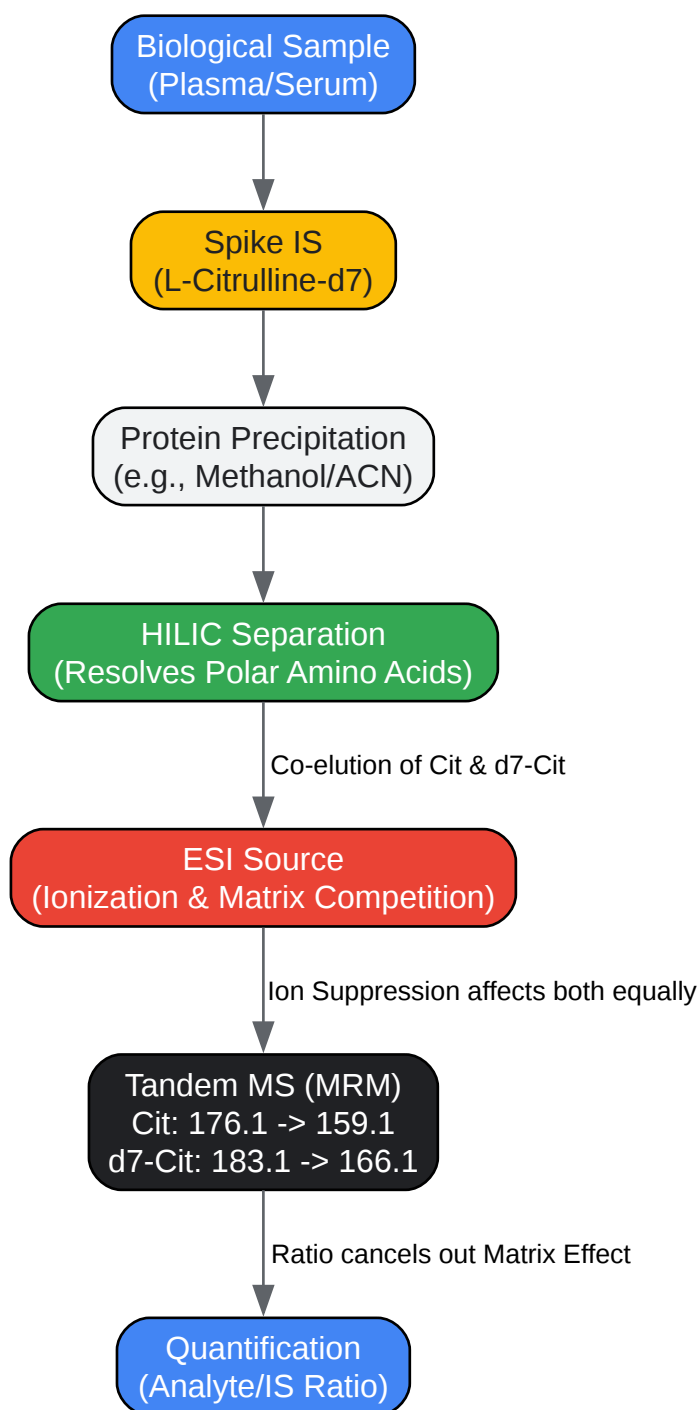 Biological Sample
(Plasma/Serum)
Spike IS
(L-Citrulline-d7)
Protein Precipitation
(e.g., Methanol/ACN)
HILIC Separation
(Resolves Polar Amino Acids)
Co-elution of Cit & d7-Cit
ESI Source
(Ionization & Matrix Competition)
Ion Suppression affects both equally
Tandem MS (MRM)
Cit: 176.1 -> 159.1
d7-Cit: 183.1 -> 166.1
Ratio cancels out Matrix Effect
Quantification
(Analyte/IS Ratio)